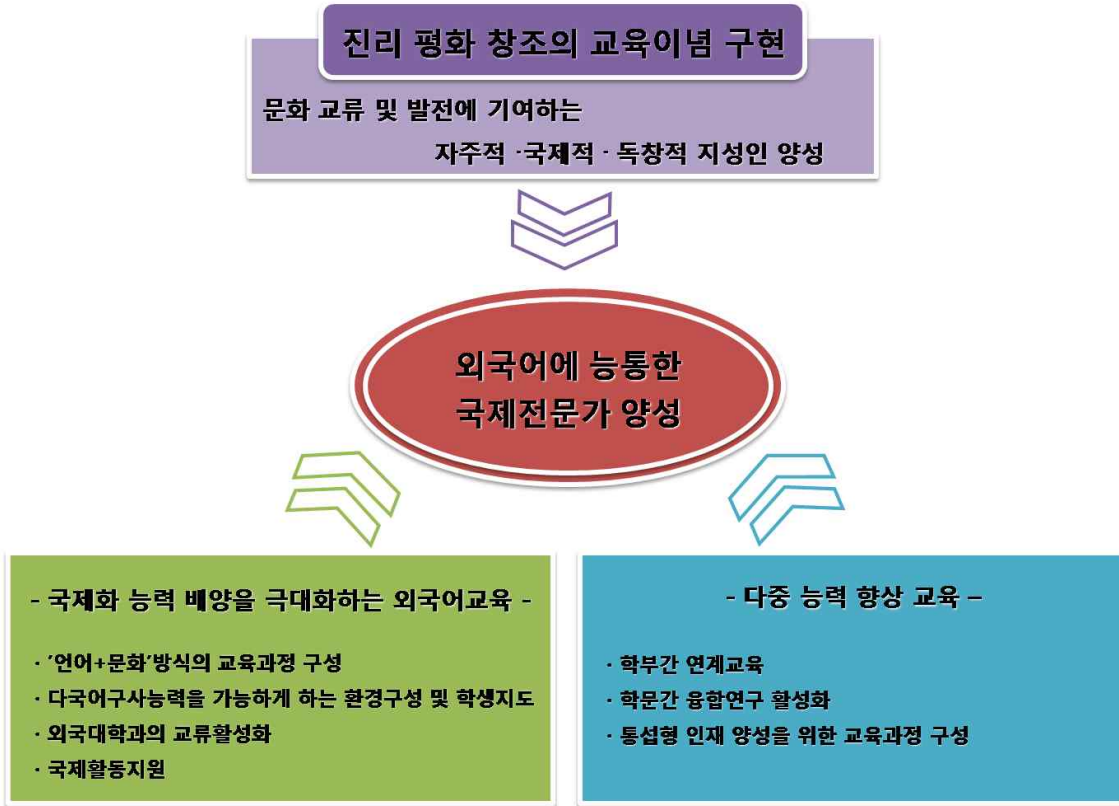 진리 평화 창조의 교육이념 구현
문화 교류 및 발전에 기여하는
자주적 ·국제적 · 독창적 지성인 양성
외국어에 능통한
국제전문가 양성
- 국제화 능력 배양을 극대화하는 외국어교육 -
· '언어+문화'방식의 교육과정 구성
· 다국어구사능력을 가능하게 하는 환경구성 및 학생지도
· 외국대학과의 교류활성화
· 국제활동지원
- 다중 능력 향상 교육 –
· 학부간 연계교육
· 학문간 융합연구 활성화
· 통섭형 인재 양성을 위한 교육과정 구성